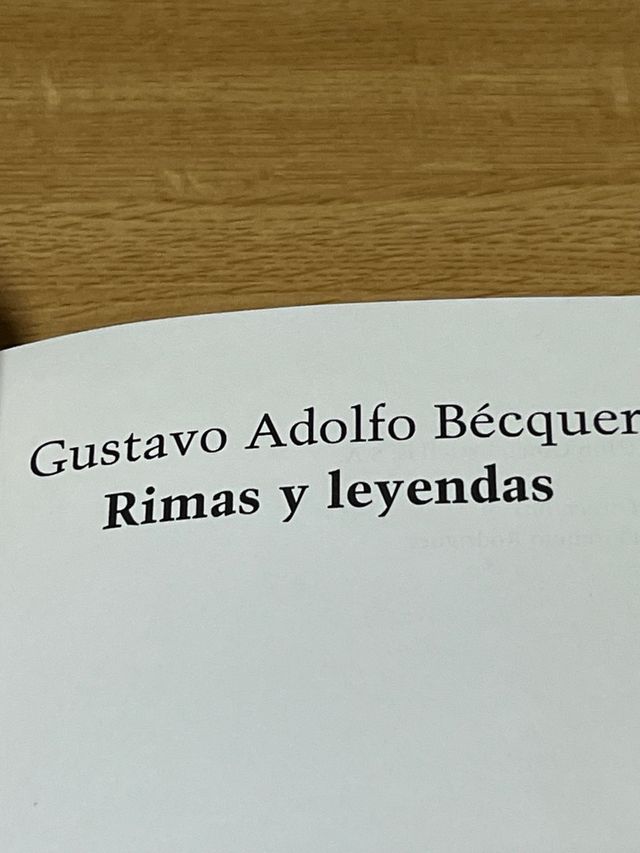 Gustavo Adolfo Bécquer
Rimas y leyendas